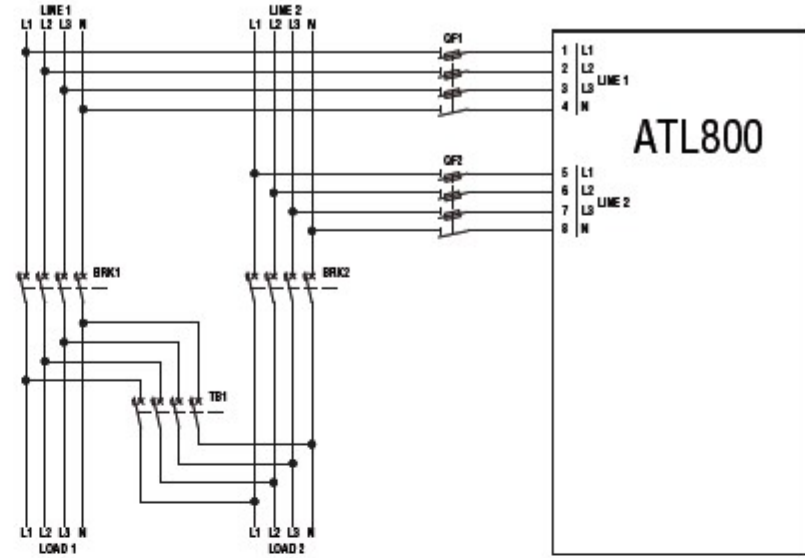 LINE 1
L1 L2 L3 N
LINE 2
L1 L2 L3 N
QF1
1 L1
2 L2
3 L3
4 N
LINE 1
ATL800
QF2
5 L1
6 L2
7 L3
8 N
LINE 2
BRK1
BRK2
TB1
L1 L2 L3 N
LOAD 1
L1 L2 L3 N
LOAD 2